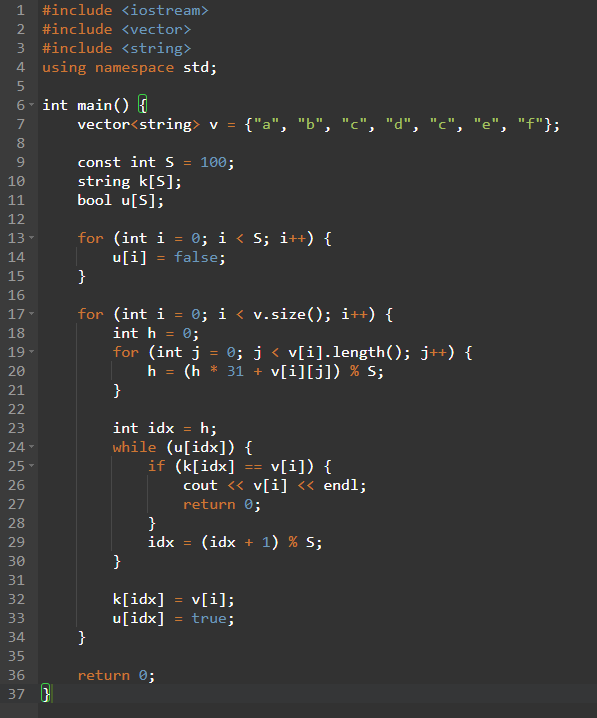 1 #include <iostream>
2 #include <vector>
3 #include <string>
4 using namespace std;
5
6 int main() {
7     vector<string> v = {"a", "b", "c", "d", "c", "e", "f"};
8
9     const int S = 100;
10     string k[S];
11     bool u[S];
12
13     for (int i = 0; i < S; i++) {
14         u[i] = false;
15     }
16
17     for (int i = 0; i < v.size(); i++) {
18         int h = 0;
19         for (int j = 0; j < v[i].length(); j++) {
20             h = (h * 31 + v[i][j]) % S;
21         }
22
23         int idx = h;
24         while (u[idx]) {
25             if (k[idx] == v[i]) {
26                 cout << v[i] << endl;
27                 return 0;
28             }
29             idx = (idx + 1) % S;
30         }
31
32         k[idx] = v[i];
33         u[idx] = true;
34     }
35
36     return 0;
37 }